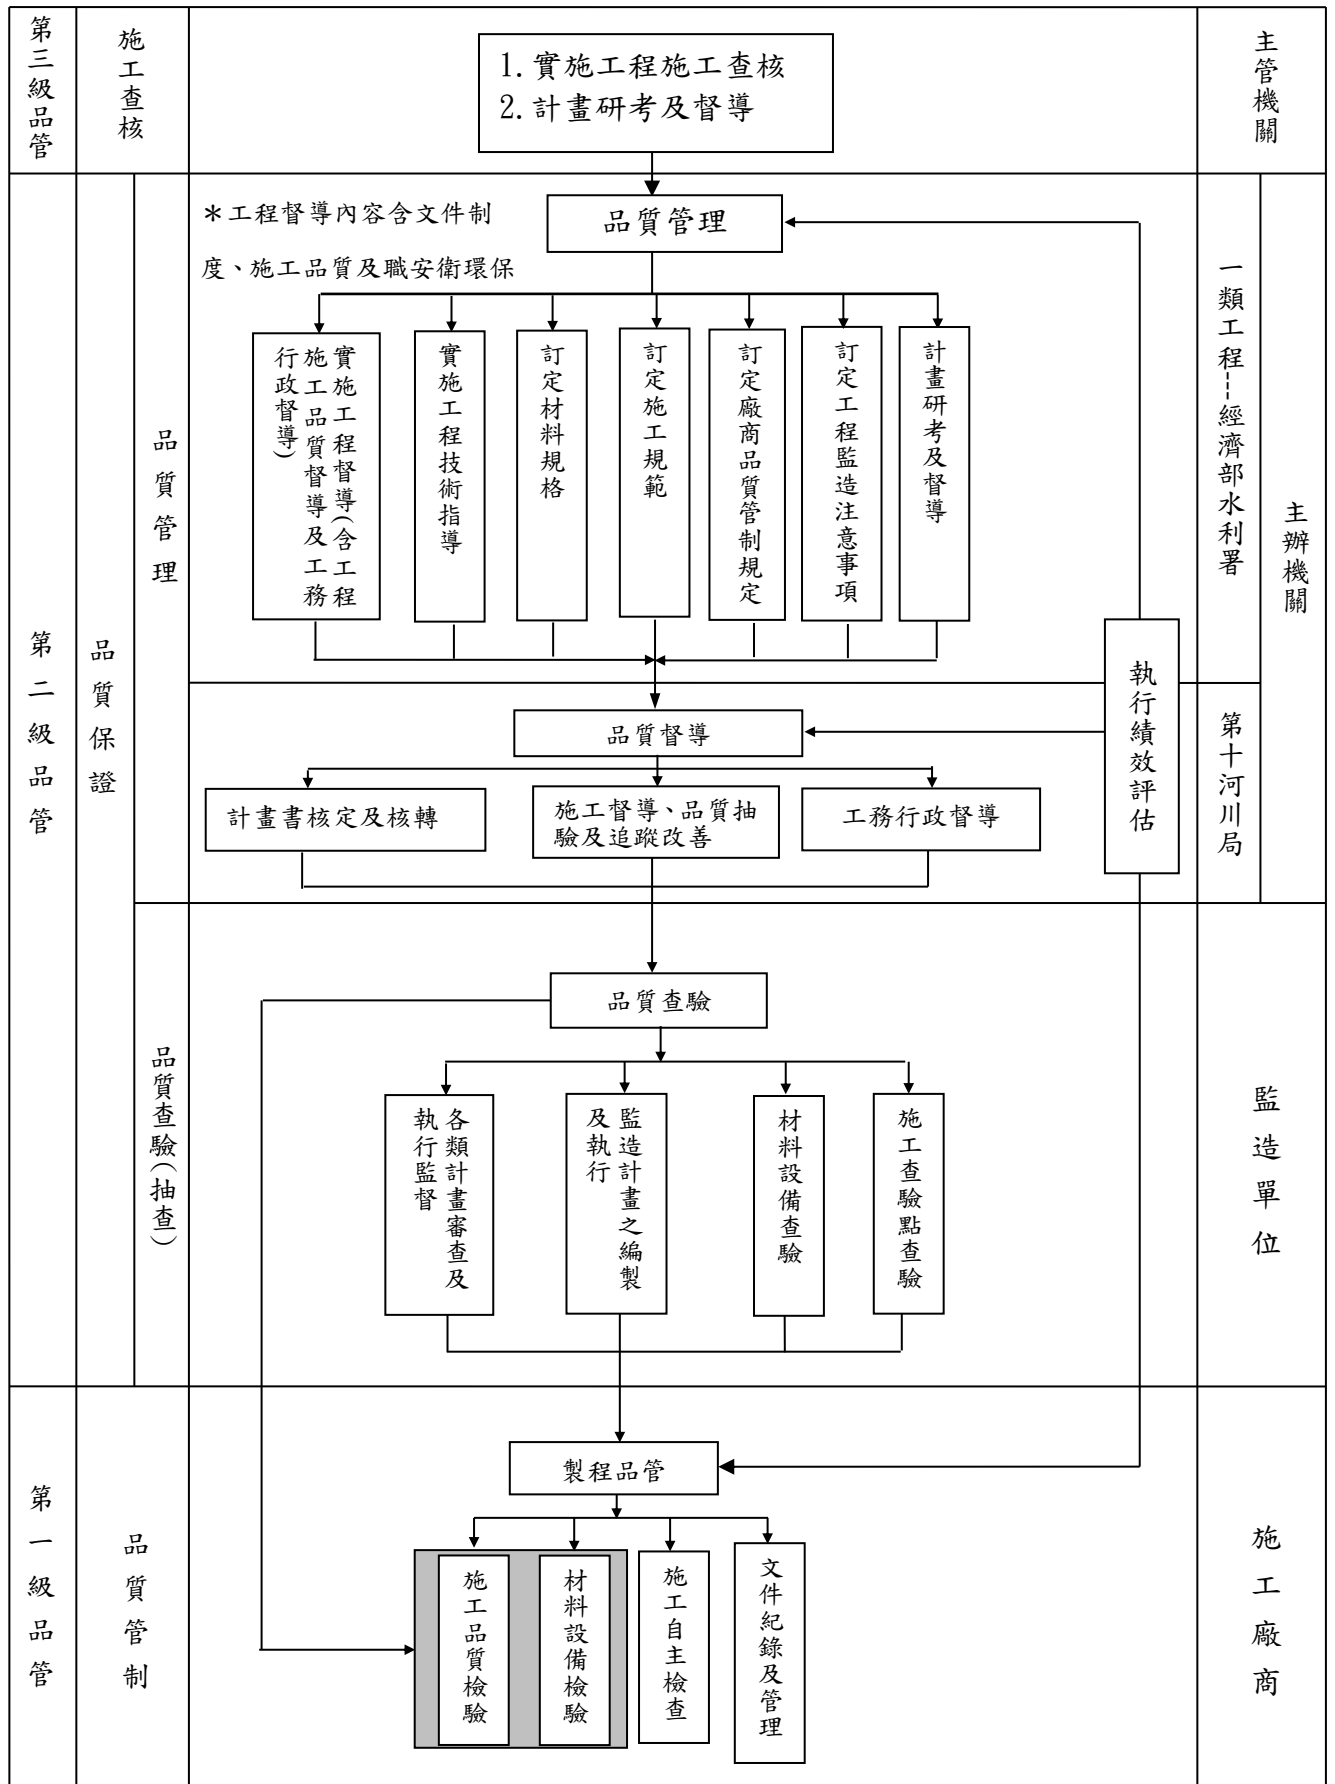 第三級品管
施工查核
1.實施工程施工查核
2.計畫研考及督導
主管機關
第二級品管
品質保證
品質管理
＊工程督導內容含文件制
度、施工品質及職安衛環保
品質管理
實施工程督導(含工程
施工品質督導及工務
行政督導)
實施工程技術指導
訂定材料規格
訂定施工規範
訂定廠商品質管制規定
訂定工程監造注意事項
計畫研考及督導
一類工程---經濟部水利署
主辦機關
執行績效評估
品質督導
計畫書核定及核轉
施工督導、品質抽
驗及追蹤改善
工務行政督導
第十河川局
品質查驗(抽查)
品質查驗
各類計畫審查及
執行監督
監造計畫之編製
及執行
材料設備查驗
施工查驗點查驗
監造單位
第一級品管
品質管制
製程品管
施工品質檢驗
材料設備檢驗
施工自主檢查
文件紀錄及管理
施工廠商